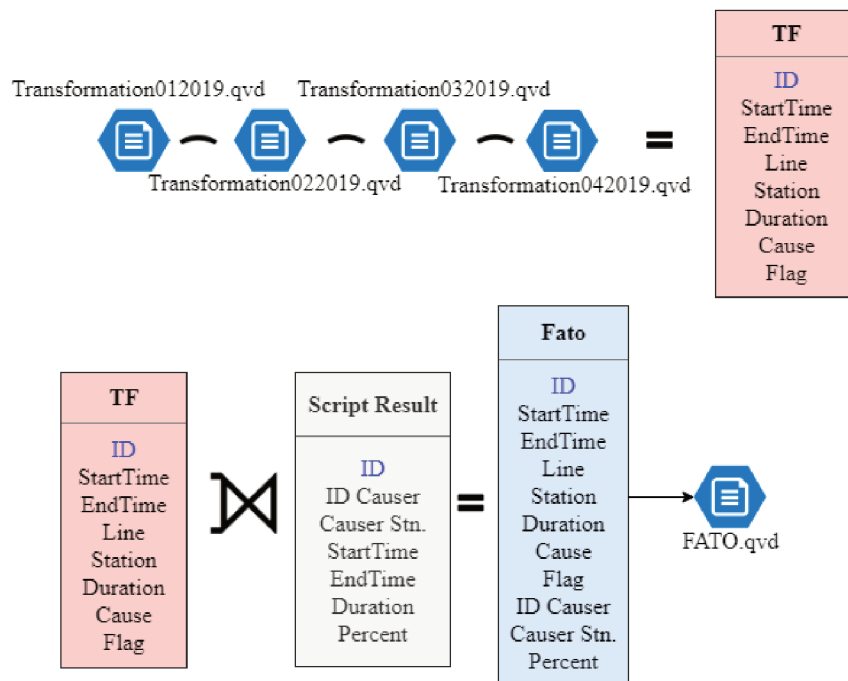 Transformation012019.qvd
Transformation032019.qvd
Transformation022019.qvd
Transformation042019.qvd
=
TF
ID
StartTime
EndTime
Line
Station
Duration
Cause
Flag
TF
ID
StartTime
EndTime
Line
Station
Duration
Cause
Flag
Script Result
ID
ID Causer
Causer Stn.
StartTime
EndTime
Duration
Percent
=
Fato
ID
StartTime
EndTime
Line
Station
Duration
Cause
Flag
ID Causer
Causer Stn.
Percent
FATO.qvd